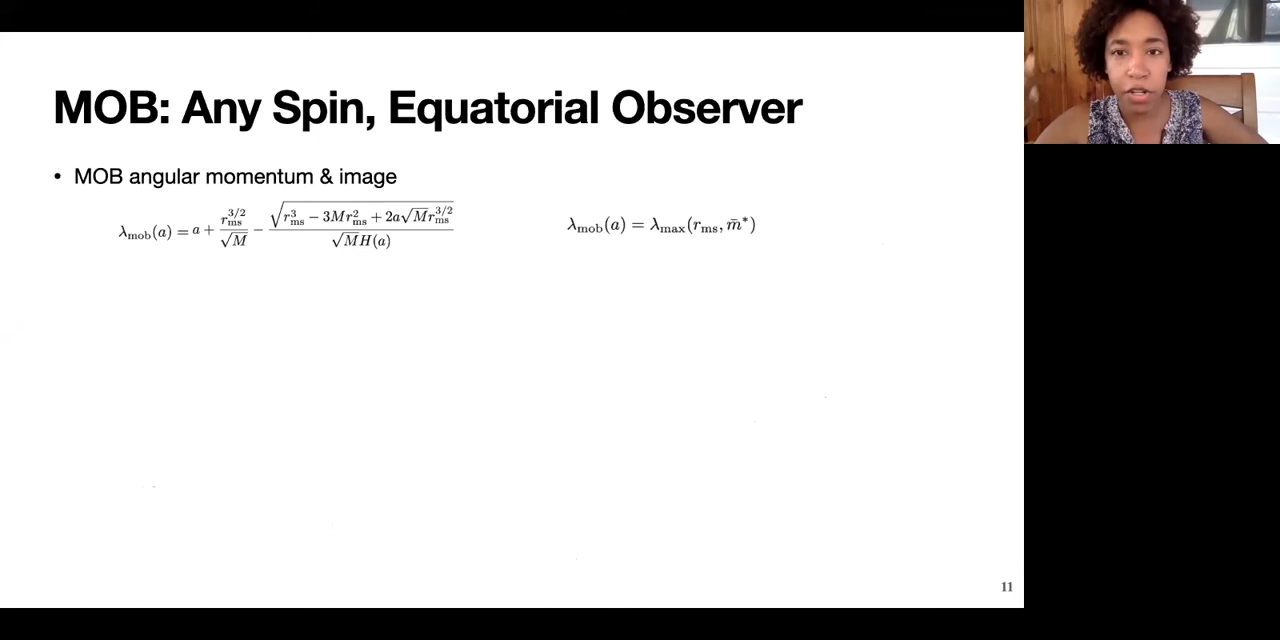 MOB: Any Spin, Equatorial Observer
• MOB angular momentum & image
λ_mob(a) = a + r_ms^{3/2}/√M − √(r_ms^3 − 3Mr_ms^2 + 2a√M r_ms^{3/2})/(√M H(a))
λ_mob(a) = λ_max(r_ms, m̄*)
11